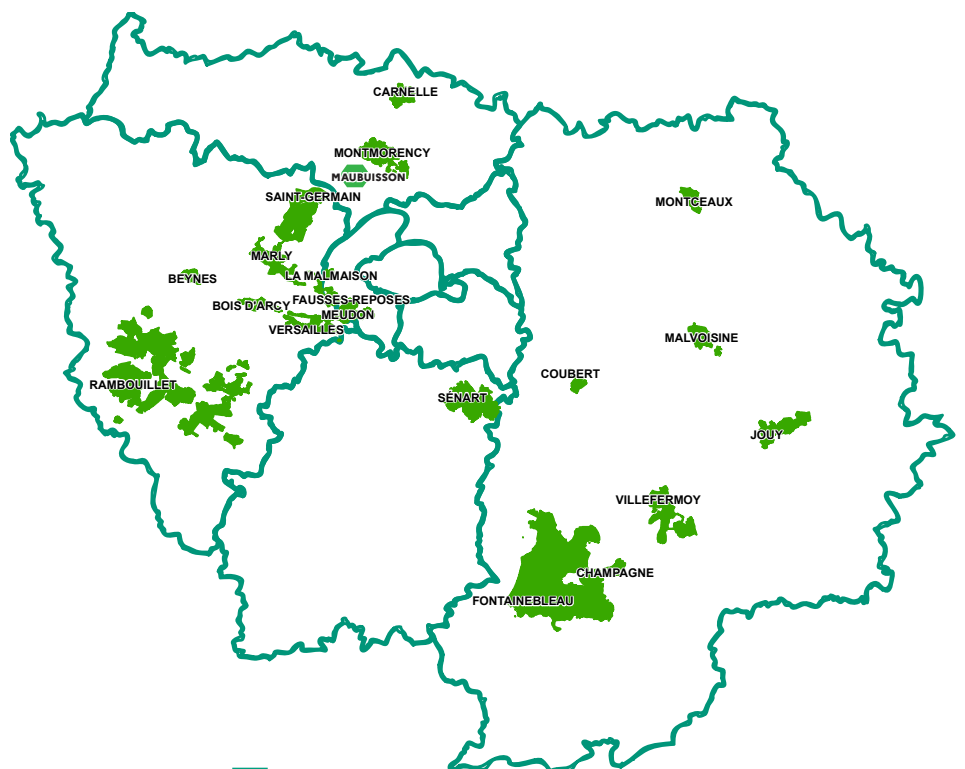 CARNELLE
MONTMORENCY
MAUBUISSON
SAINT-GERMAIN
MONTCEAUX
MARLY
LA MALMAISON
BEYNES
FAUSSES-REPOSES
BOIS D'ARCY
MEUDON
VERSAILLES
MALVOISINE
COUBERT
RAMBOUILLET
SÉNART
JOUY
VILLEFERMOY
CHAMPAGNE
FONTAINEBLEAU